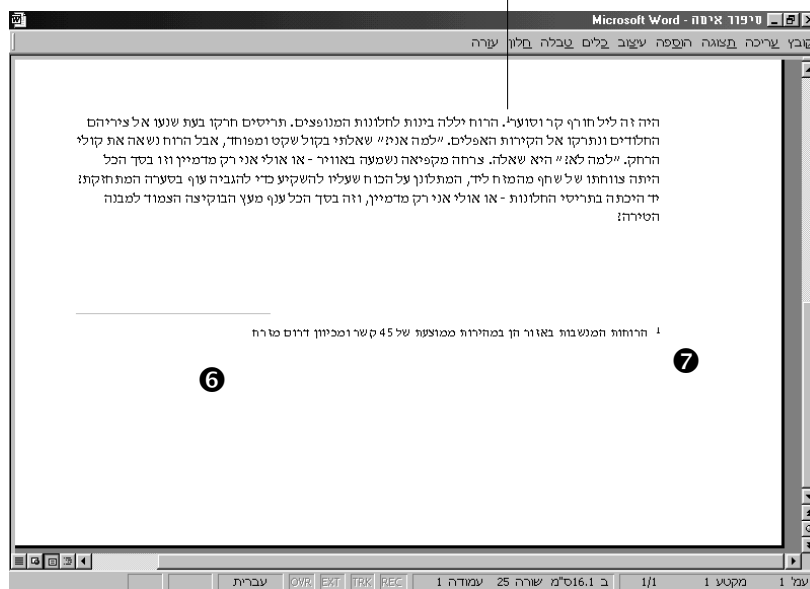 סיפור אימה - Microsoft Word
קובץ עריכה תצוגה הוספה עיצוב כלים טבלה חלון עזרה
היה זה ליל חורף קר וסוער1. הרוח יללה בינות לחלונות המנופצים. תריסים חרקו בעת שנעו אל ציריהם
החלודים ונתרקו אל הקירות האפלים. "למה אני?" שאלתי בקול שקט ומפוחד, אבל הרוח נשאה את קולי
הרחק. "למה לא?" היא שאלה. צרחה מקפיאה נשמעה באוויר - או אולי אני רק מדמיין וזו בסך הכל
היתה צווחתו של שחף מהמזח ליד, המתלונן על הכוח שעליו להשקיע כדי להגביה עוף בסערה המתחזקת?
יד היכתה בתריסי החלונות - או אולי אני רק מדמיין, וזה בסך הכל ענף מעץ הבוקיצה הצמוד למבנה
הטירה?
1 הרוחות המנשבות באזור הן במהירות ממוצעת של 45 קשר ומכיוון דרום מזרח
7
6
עמ' 1 מקטע 1 1/1 ב 16.1ס"מ שורה 25 עמודה 1 REC TRK EXT OVR עברית